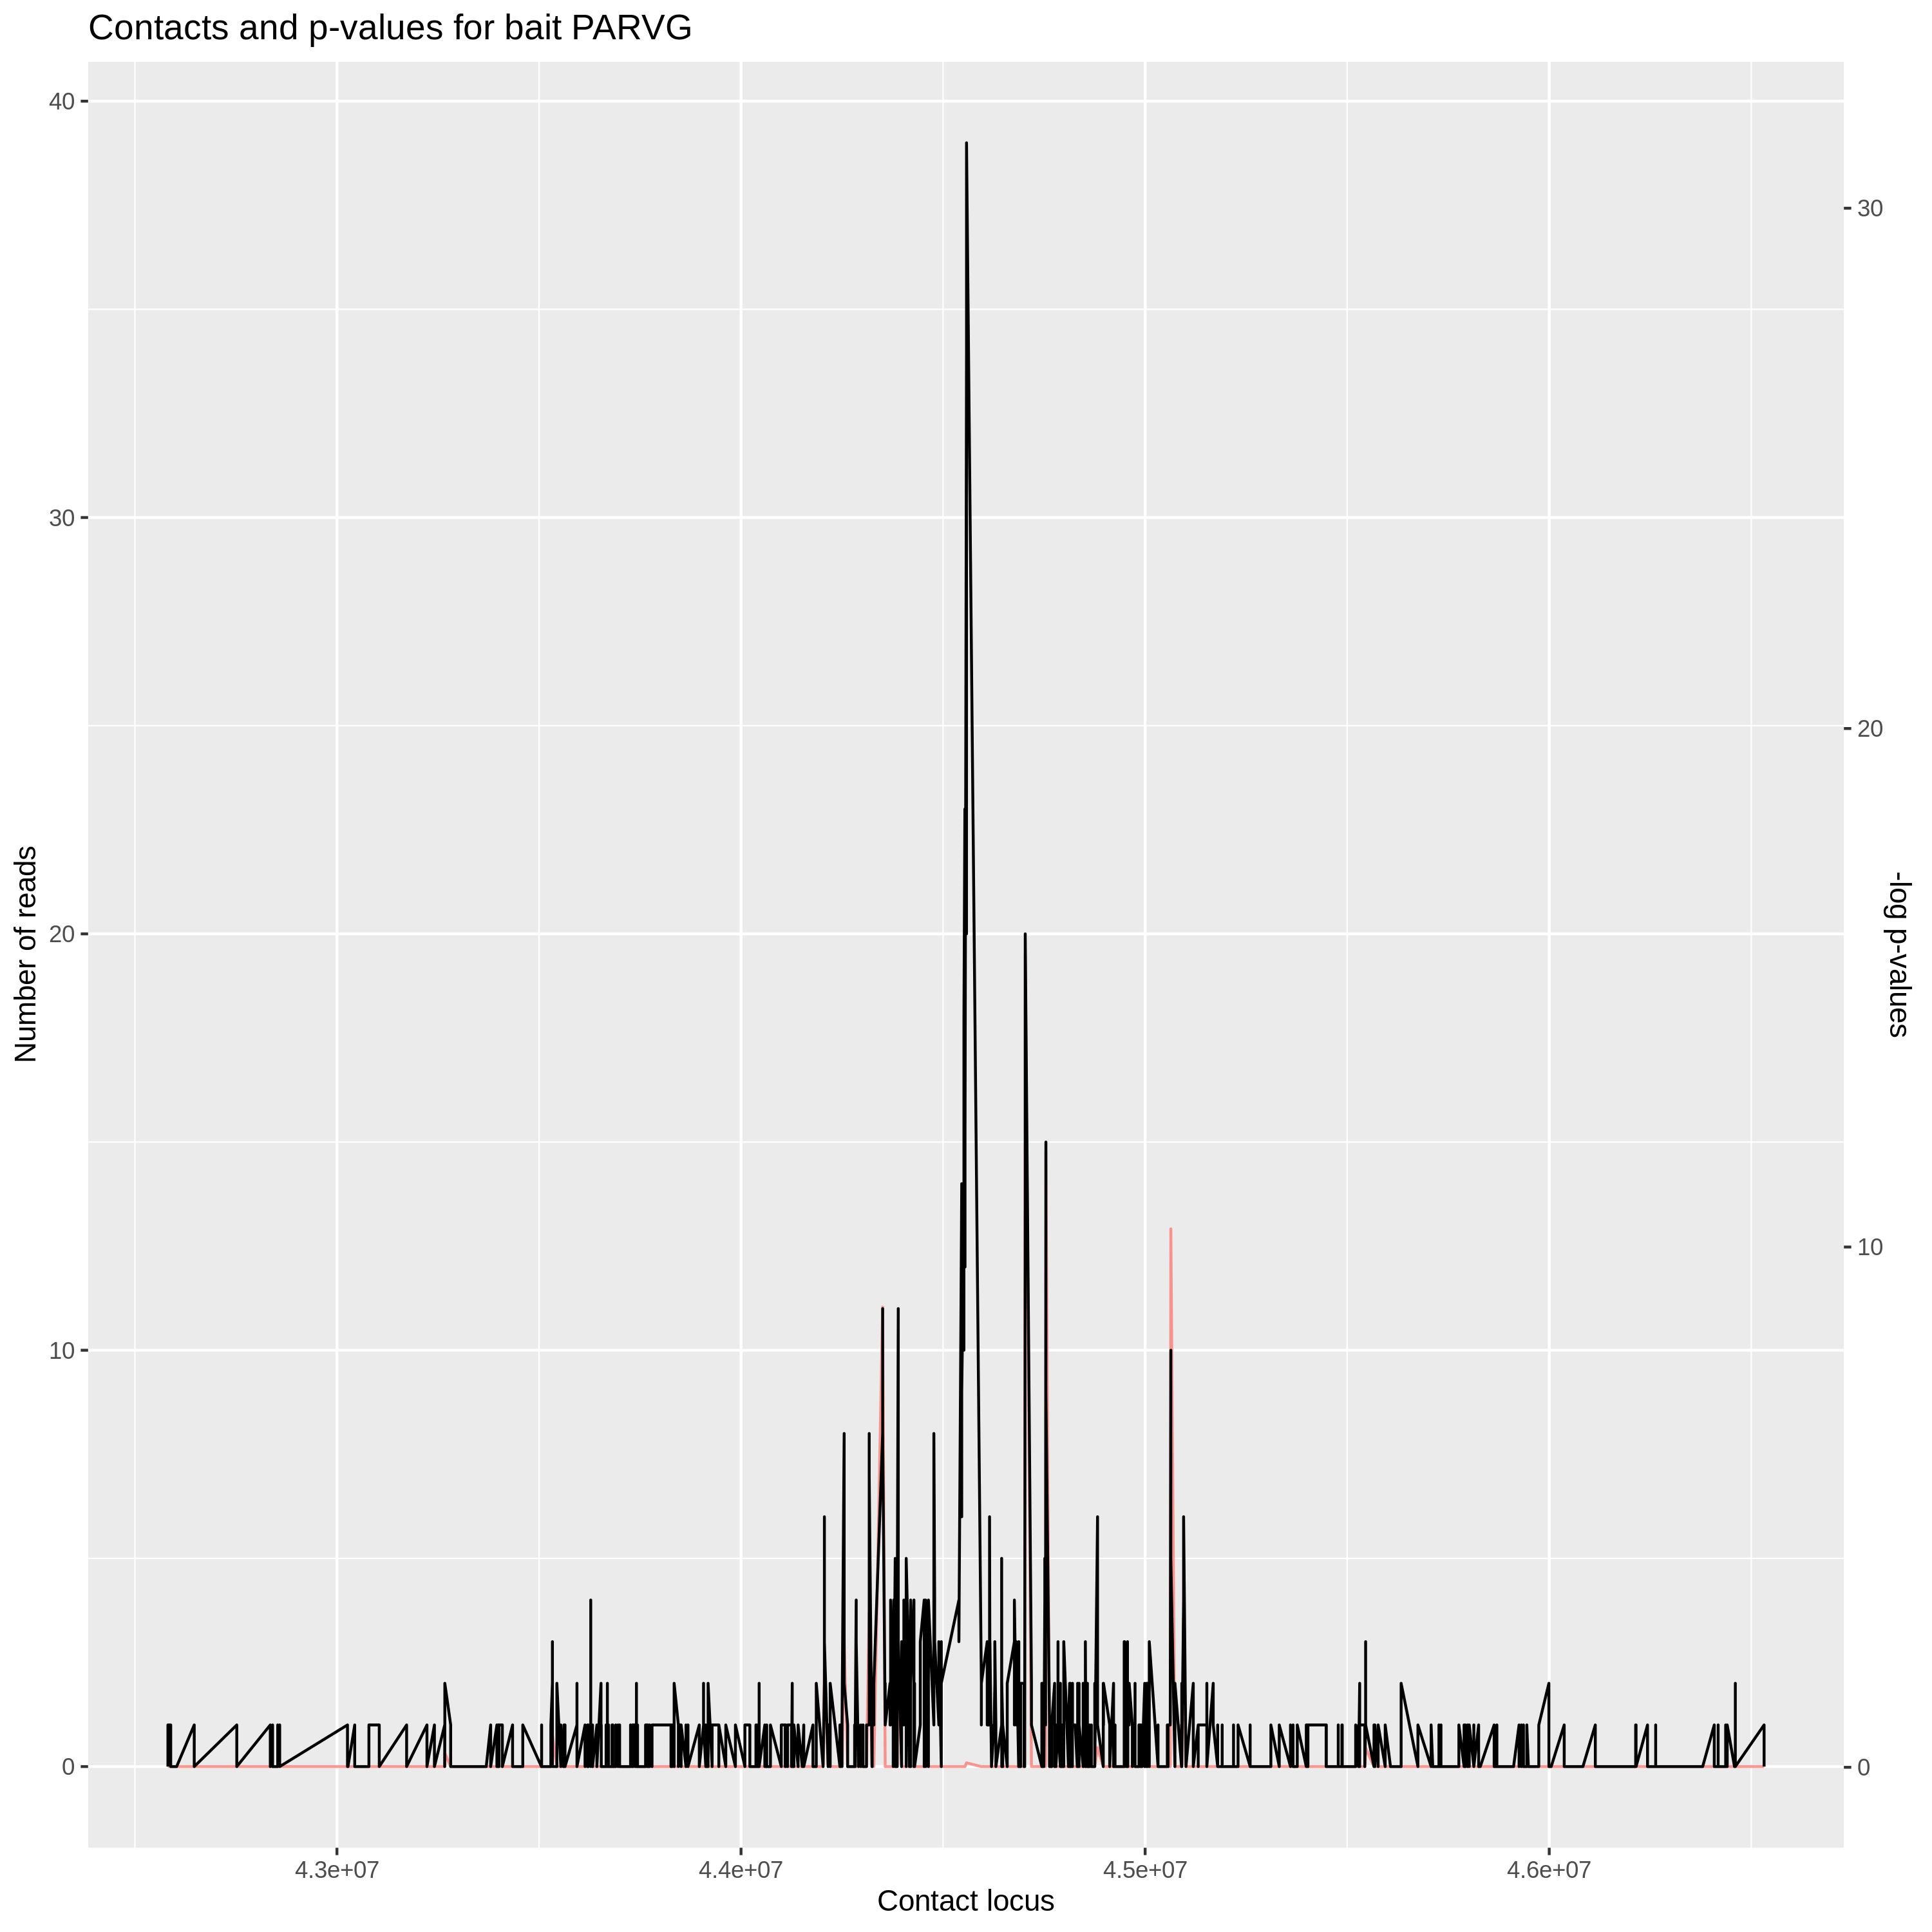 Contacts and p-values for bait PARVG
40
30
20
10
0
Number of reads
30
20
10
0
-log p-values
4.3e+07 4.4e+07 4.5e+07 4.6e+07
Contact locus